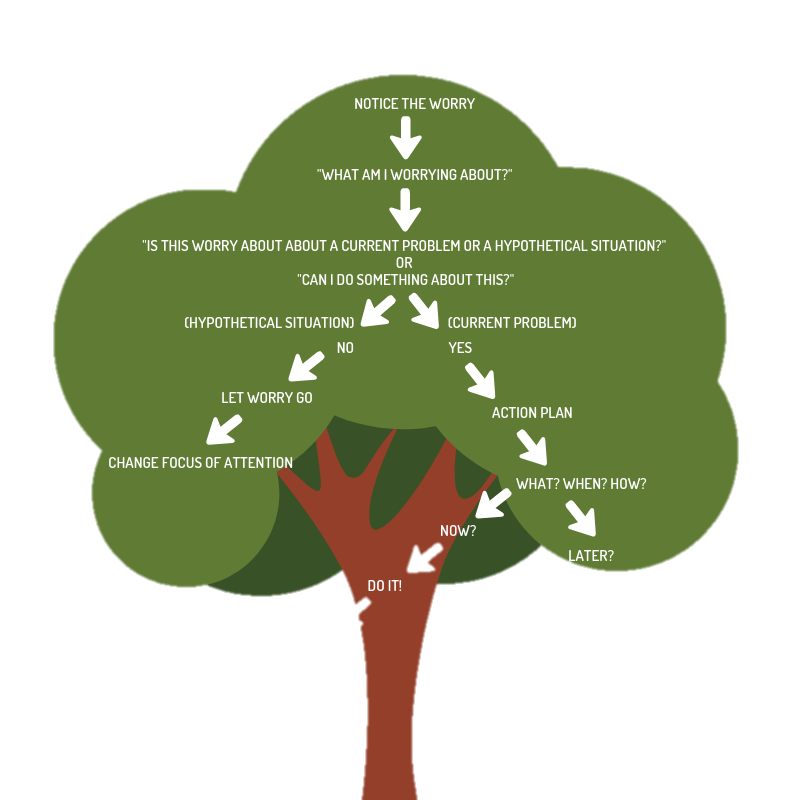 NOTICE THE WORRY
"WHAT AM I WORRYING ABOUT?"
"IS THIS WORRY ABOUT ABOUT A CURRENT PROBLEM OR A HYPOTHETICAL SITUATION?"
OR
"CAN I DO SOMETHING ABOUT THIS?"
(HYPOTHETICAL SITUATION)
NO
(CURRENT PROBLEM)
YES
LET WORRY GO
CHANGE FOCUS OF ATTENTION
ACTION PLAN
WHAT? WHEN? HOW?
NOW?
LATER?
DO IT!